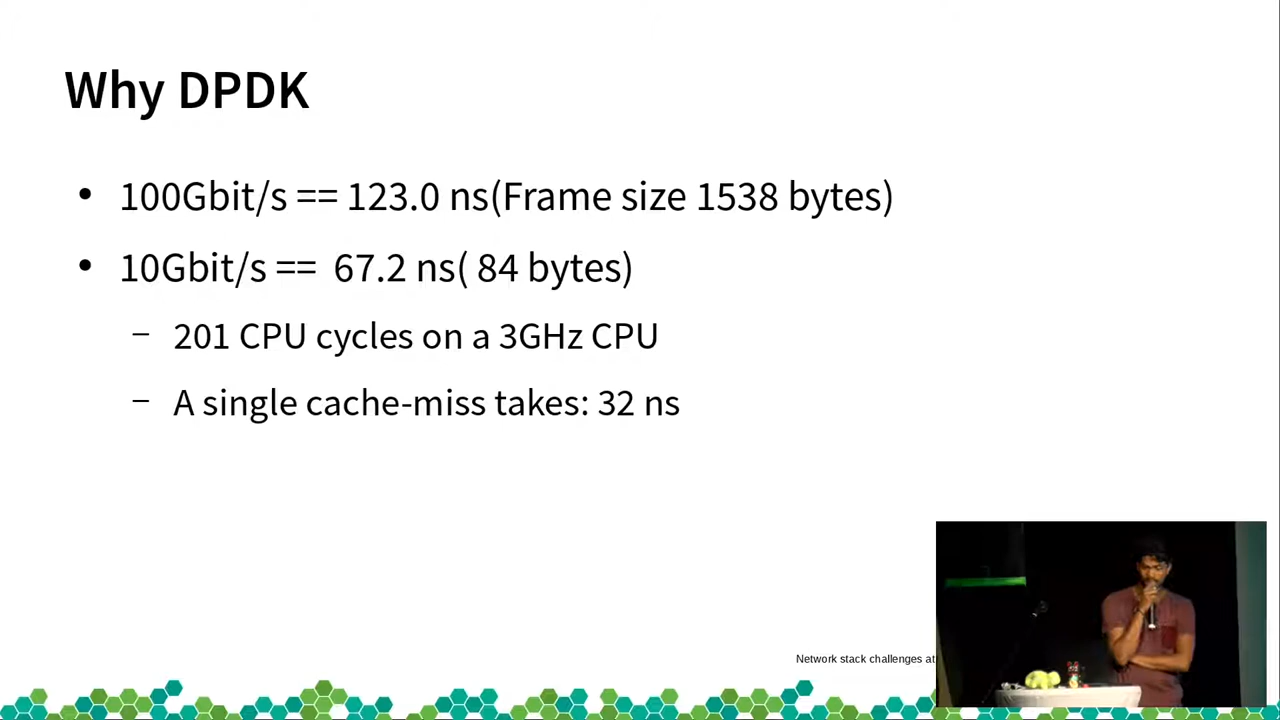 Why DPDK
• 100Gbit/s == 123.0 ns(Frame size 1538 bytes)
• 10Gbit/s ==  67.2 ns( 84 bytes)
– 201 CPU cycles on a 3GHz CPU
– A single cache-miss takes: 32 ns
Network stack challenges at